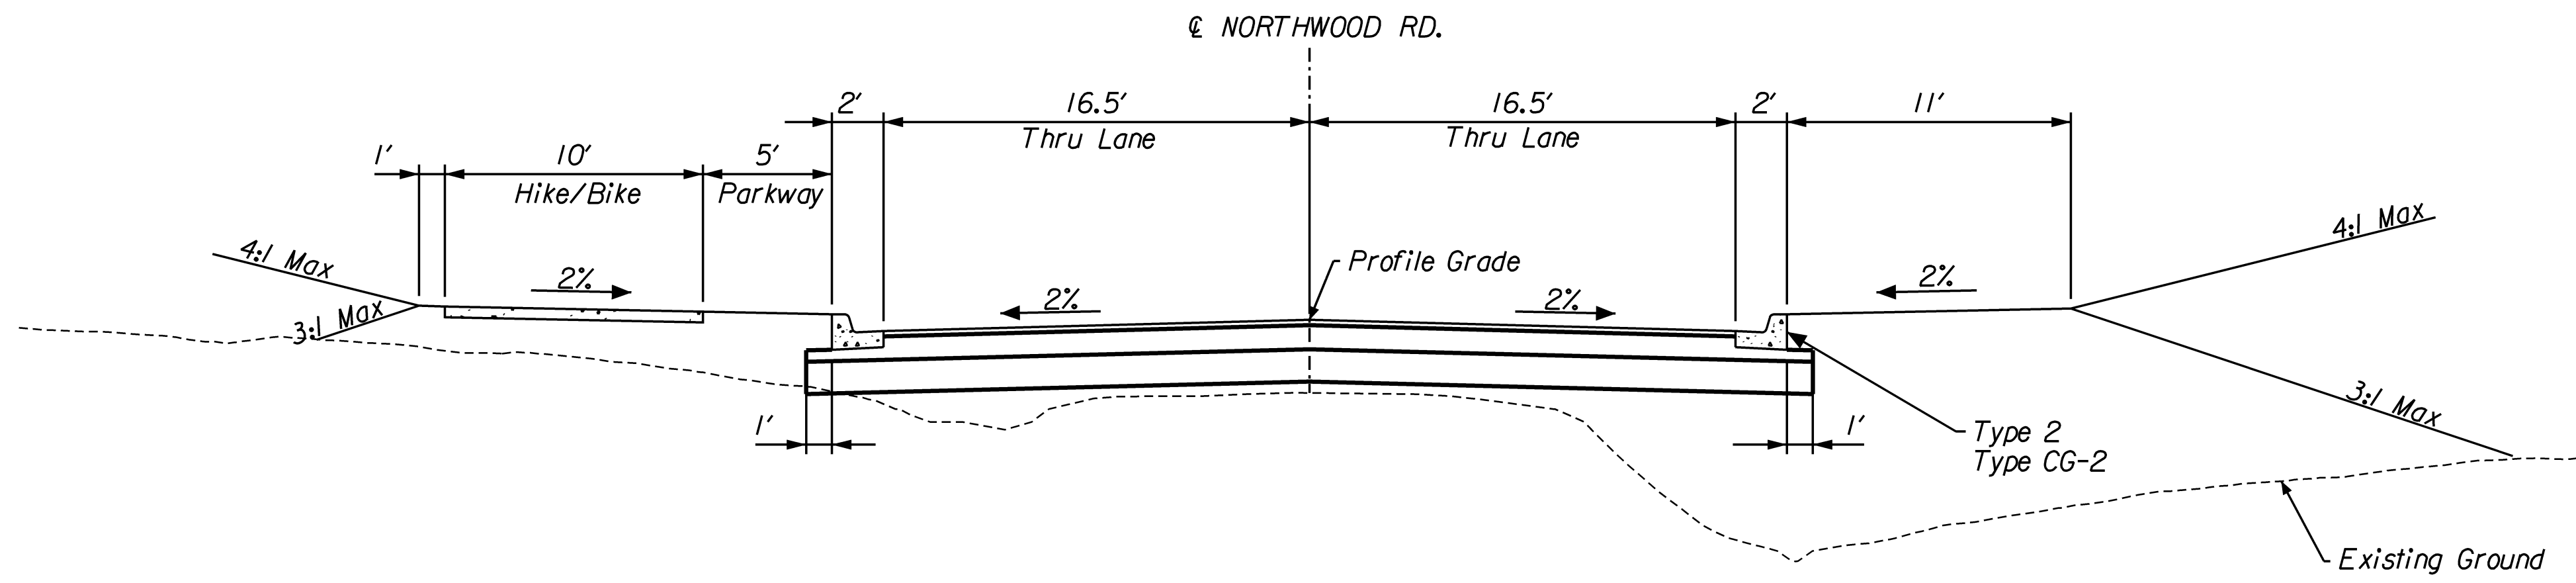 ℄ NORTHWOOD RD.
2' 16.5' 16.5' 2' 11'
Thru Lane Thru Lane
1' 10' 5'
Hike/Bike Parkway
4:1 Max 4:1 Max
2% 2% Profile Grade 2% 2%
3:1 Max 3:1 Max
1' 1'
Type 2
Type CG-2
Existing Ground